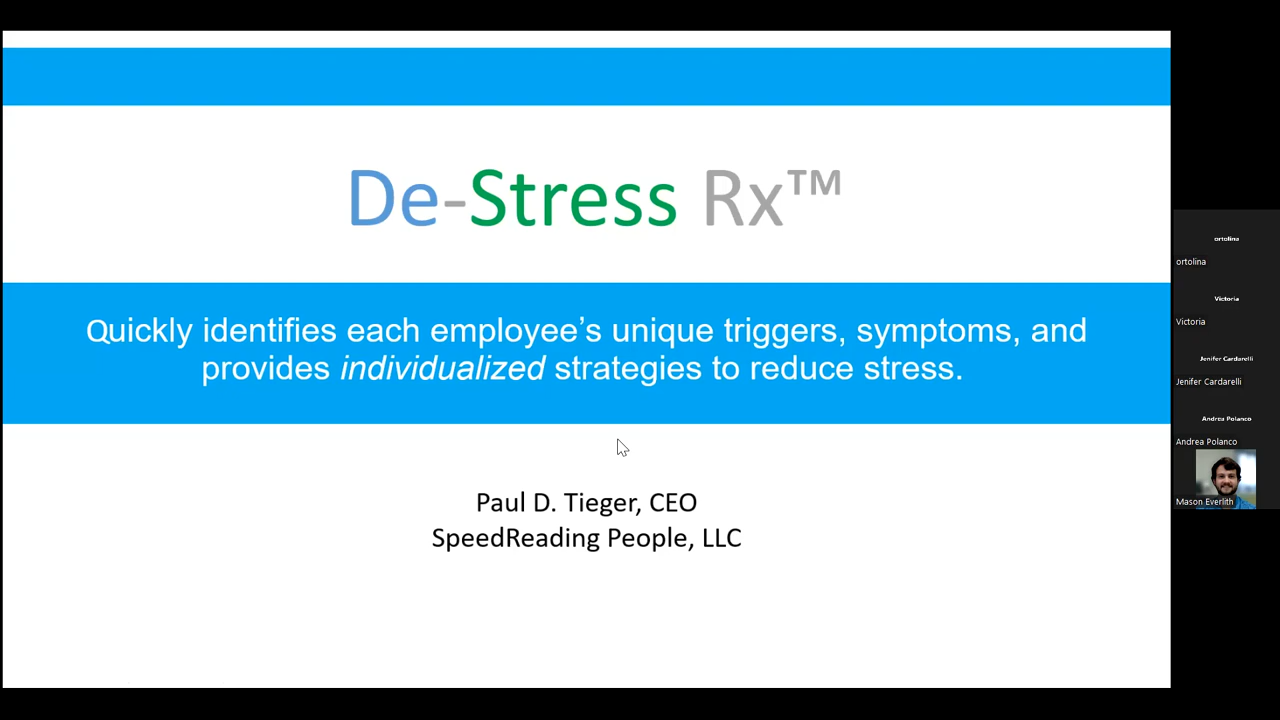 De-Stress Rx™
Quickly identifies each employee’s unique triggers, symptoms, and
provides individualized strategies to reduce stress.
Paul D. Tieger, CEO
SpeedReading People, LLC
ortolina
ortolina
Victoria
Victoria
Jenifer Cardarelli
Jenifer Cardarelli
Andrea Polanco
Andrea Polanco
Mason Everlith